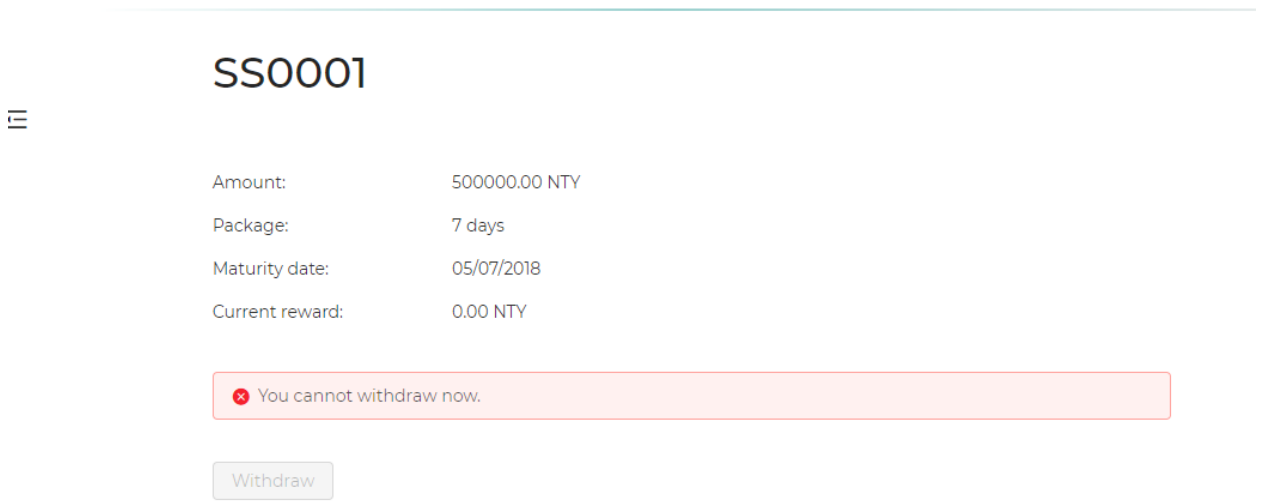 SS0001
Amount: 500000.00 NTY
Package: 7 days
Maturity date: 05/07/2018
Current reward: 0.00 NTY
You cannot withdraw now.
Withdraw